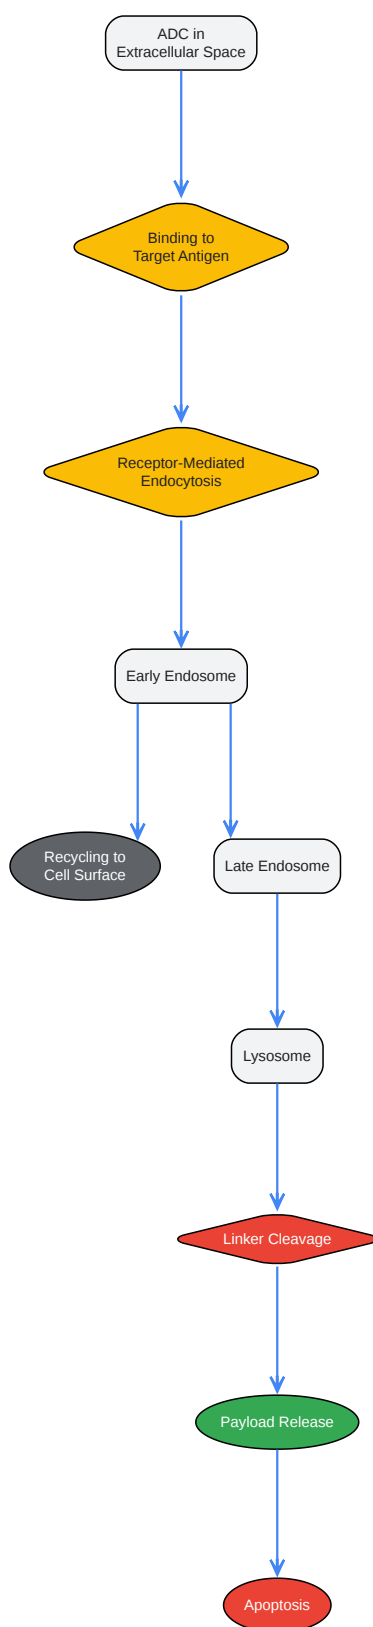 ADC in
Extracellular Space
Binding to
Target Antigen
Receptor-Mediated
Endocytosis
Early Endosome
Recycling to
Cell Surface
Late Endosome
Lysosome
Linker Cleavage
Payload Release
Apoptosis